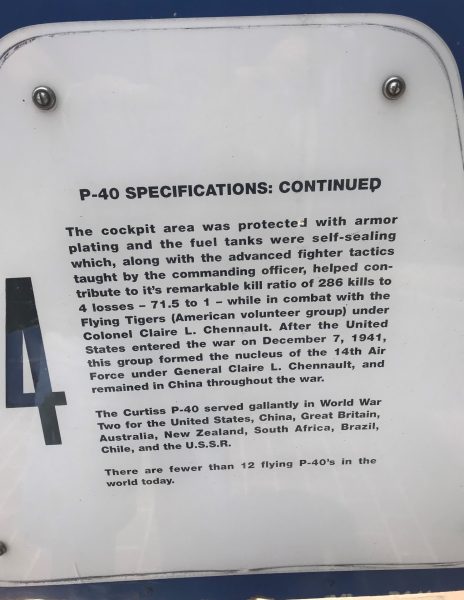 P-40 SPECIFICATIONS: CONTINUED
The cockpit area was protected with armor
plating and the fuel tanks were self-sealing
which, along with the advanced fighter tactics
taught by the commanding officer, helped con-
tribute to it's remarkable kill ratio of 286 kills to
4 losses – 71.5 to 1 – while in combat with the
Flying Tigers (American volunteer group) under
Colonel Claire L. Chennault. After the United
States entered the war on December 7, 1941,
this group formed the nucleus of the 14th Air
Force under General Claire L. Chennault, and
remained in China throughout the war.
4
The Curtiss P-40 served gallantly in World War
Two for the United States, China, Great Britain,
Australia, New Zealand, South Africa, Brazil,
Chile, and the U.S.S.R.
There are fewer than 12 flying P-40's in the
world today.